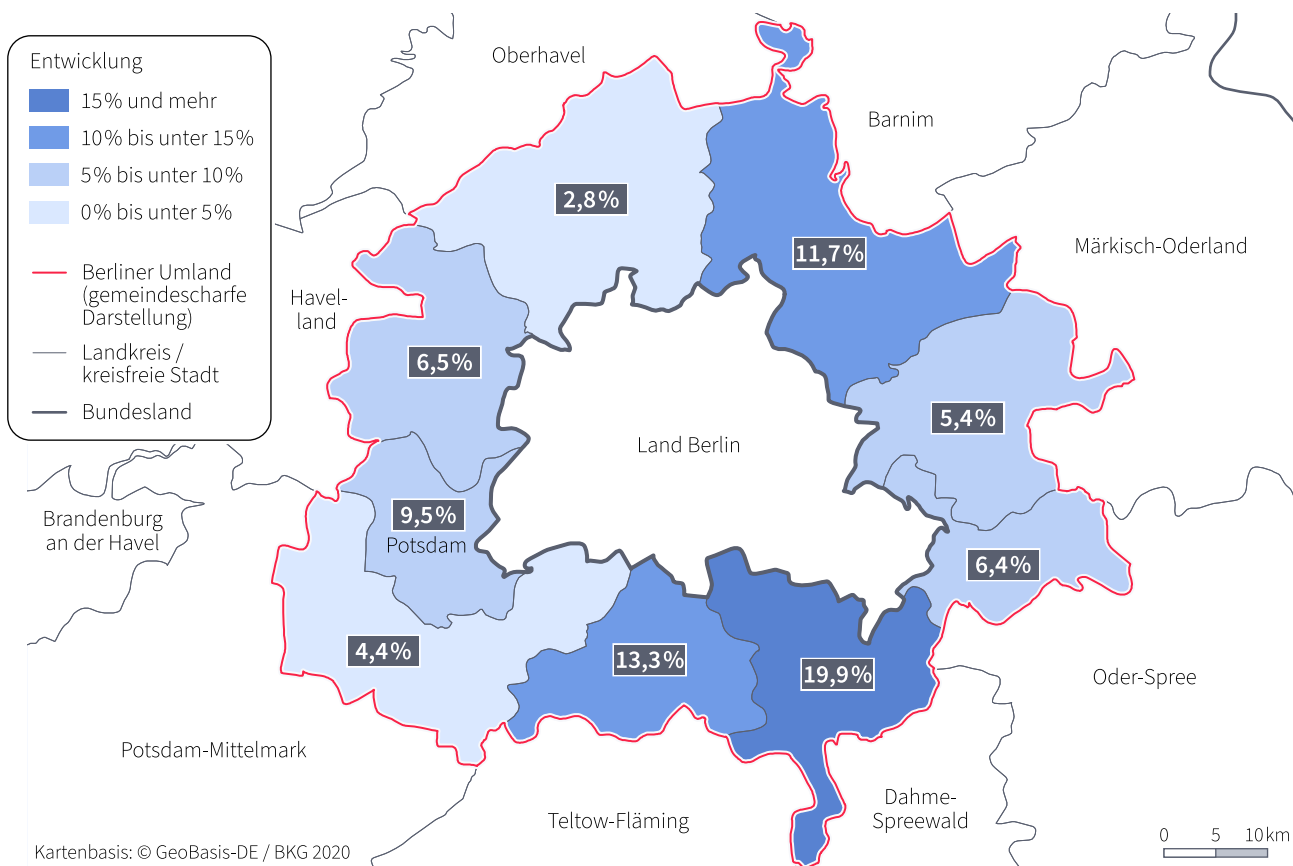 Entwicklung
15% und mehr
10% bis unter 15%
5% bis unter 10%
0% bis unter 5%
Berliner Umland
(gemeindescharfe
Darstellung)
Landkreis /
kreisfreie Stadt
Bundesland
Oberhavel
Barnim
2,8%
11,7%
Märkisch-Oderland
Havel-
land
6,5%
5,4%
Land Berlin
Brandenburg
an der Havel
9,5%
Potsdam
6,4%
4,4%
13,3%
19,9%
Oder-Spree
Potsdam-Mittelmark
Teltow-Fläming
Dahme-
Spreewald
Kartenbasis: © GeoBasis-DE / BKG 2020
0 5 10 km